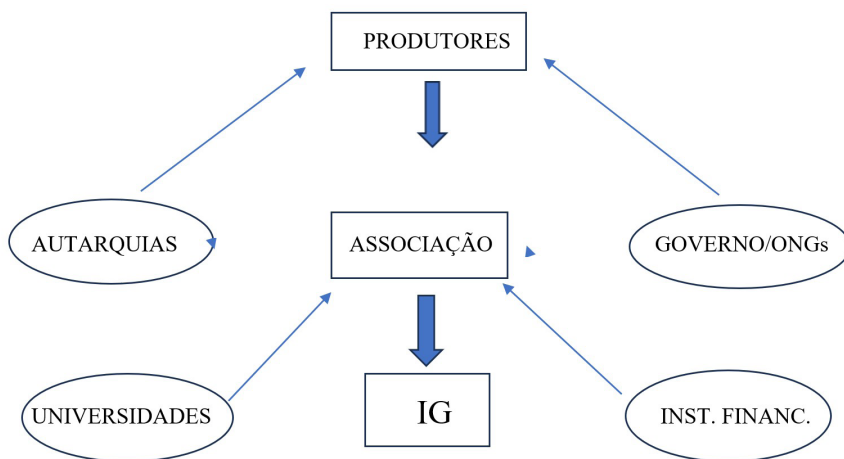 PRODUTORES
AUTARQUIAS
ASSOCIAÇÃO
GOVERNO/ONGs
UNIVERSIDADES
IG
INST. FINANC.